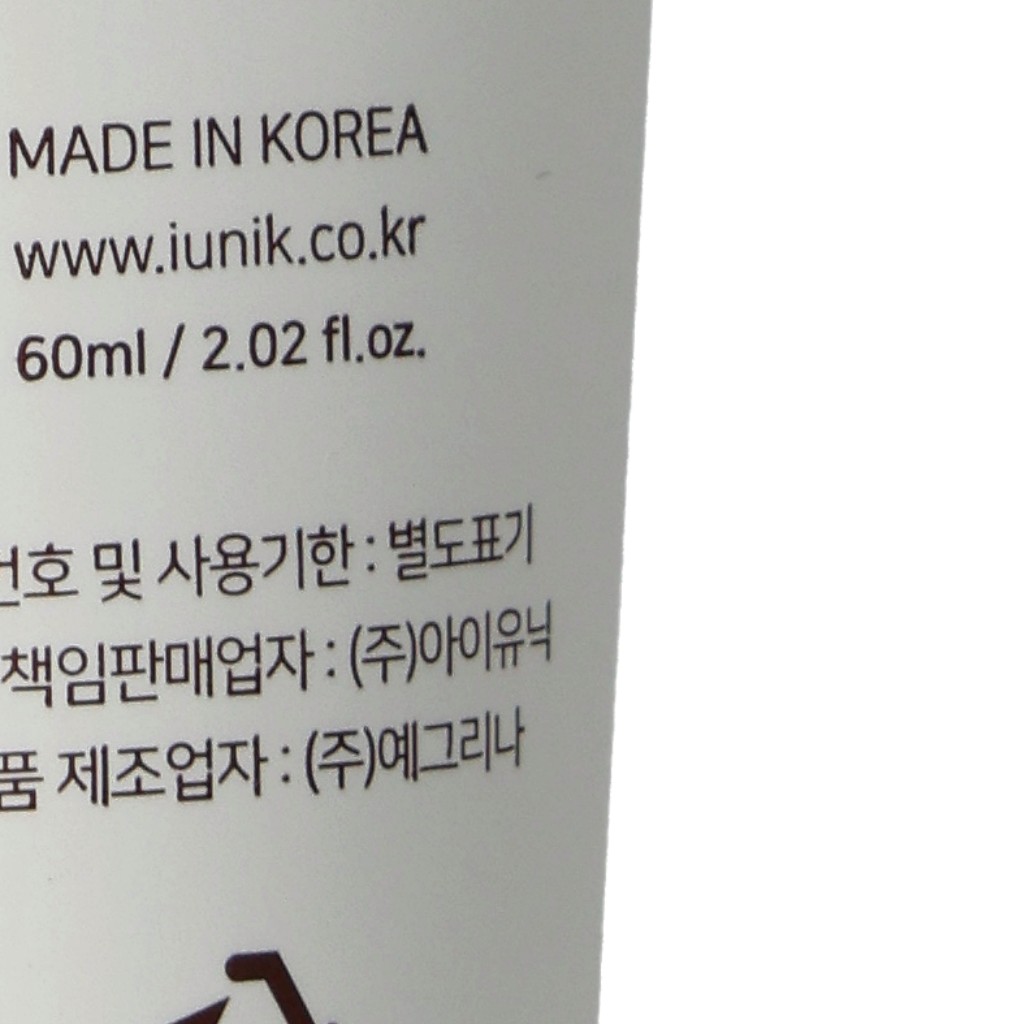 MADE IN KOREA
www.iunik.co.kr
60ml / 2.02 fl.oz.
및 사용기한 : 별도표기
책임판매업자 : (주)아이유닉
품 제조업자 : (주)예그리나